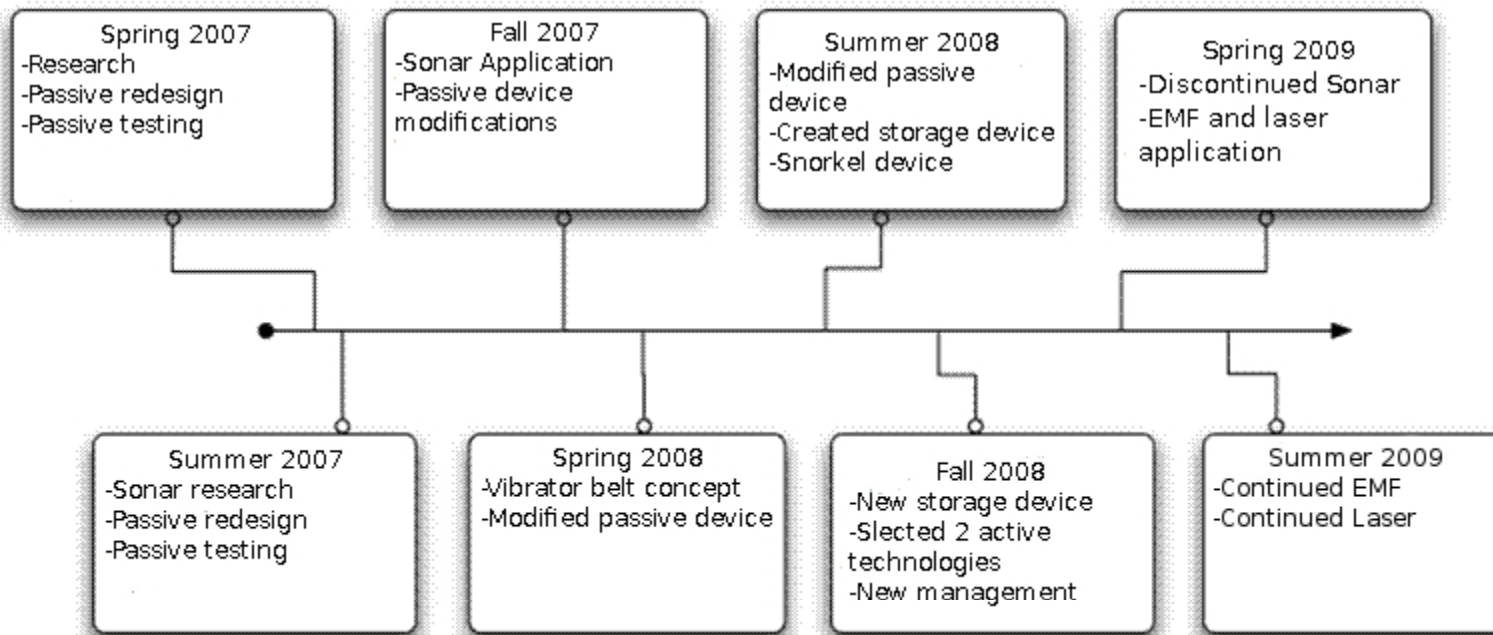 Spring 2007
-Research
-Passive redesign
-Passive testing
Fall 2007
-Sonar Application
-Passive device
modifications
Summer 2008
-Modified passive
device
-Created storage device
-Snorkel device
Spring 2009
-Discontinued Sonar
-EMF and laser
application
Summer 2007
-Sonar research
-Passive redesign
-Passive testing
Spring 2008
-Vibrator belt concept
-Modified passive device
Fall 2008
-New storage device
-Slected 2 active
technologies
-New management
Summer 2009
-Continued EMF
-Continued Laser